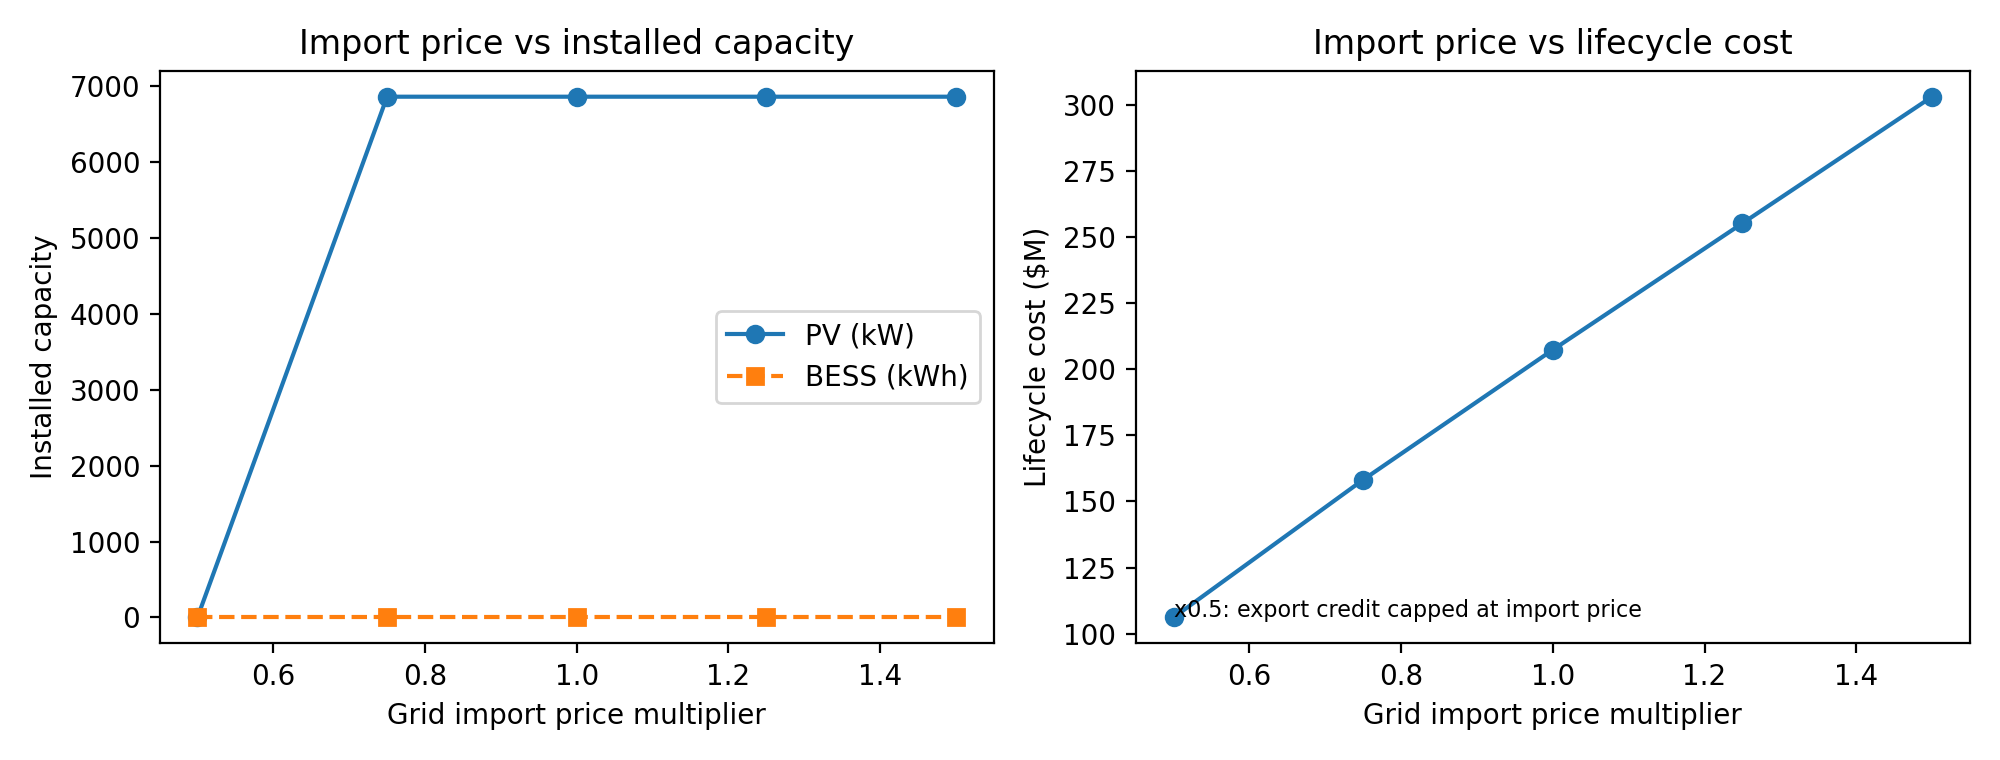 Import price vs installed capacity
7000
6000
5000
4000
3000
2000
1000
0
Installed capacity
PV (kW)
BESS (kWh)
0.6 0.8 1.0 1.2 1.4
Grid import price multiplier
Import price vs lifecycle cost
300
275
250
225
200
175
150
125
100
Lifecycle cost ($M)
x0.5: export credit capped at import price
0.6 0.8 1.0 1.2 1.4
Grid import price multiplier